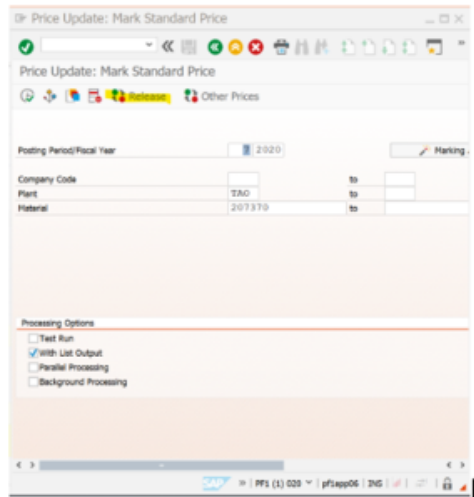 Price Update: Mark Standard Price
Price Update: Mark Standard Price
Release Other Prices
Posting Period/Fiscal Year 2020 Marking
Company Code to
Plant TAO to
Material 207370 to
Processing Options
Test Run
With List Output
Parallel Processing
Background Processing
SAP PF1 (1) 020 pf1app06 INS